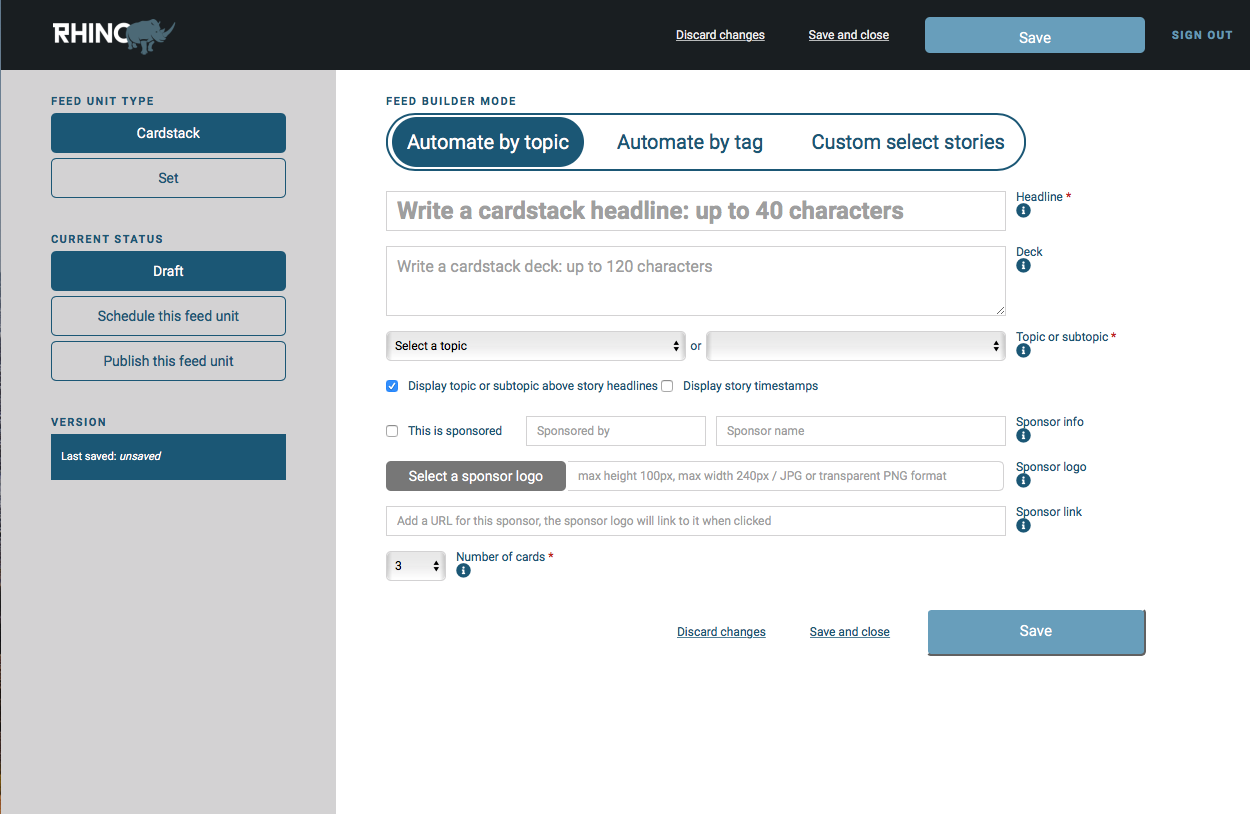 RHINO
Discard changes
Save and close
Save
SIGN OUT
FEED UNIT TYPE
Cardstack
Set
CURRENT STATUS
Draft
Schedule this feed unit
Publish this feed unit
VERSION
Last saved: unsaved
FEED BUILDER MODE
Automate by topic
Automate by tag
Custom select stories
Write a cardstack headline: up to 40 characters
Headline *
Write a cardstack deck: up to 120 characters
Deck
Select a topic
or
Topic or subtopic *
Display topic or subtopic above story headlines
Display story timestamps
This is sponsored
Sponsored by
Sponsor name
Sponsor info
Select a sponsor logo
max height 100px, max width 240px / JPG or transparent PNG format
Sponsor logo
Add a URL for this sponsor, the sponsor logo will link to it when clicked
Sponsor link
3
Number of cards *
Discard changes
Save and close
Save